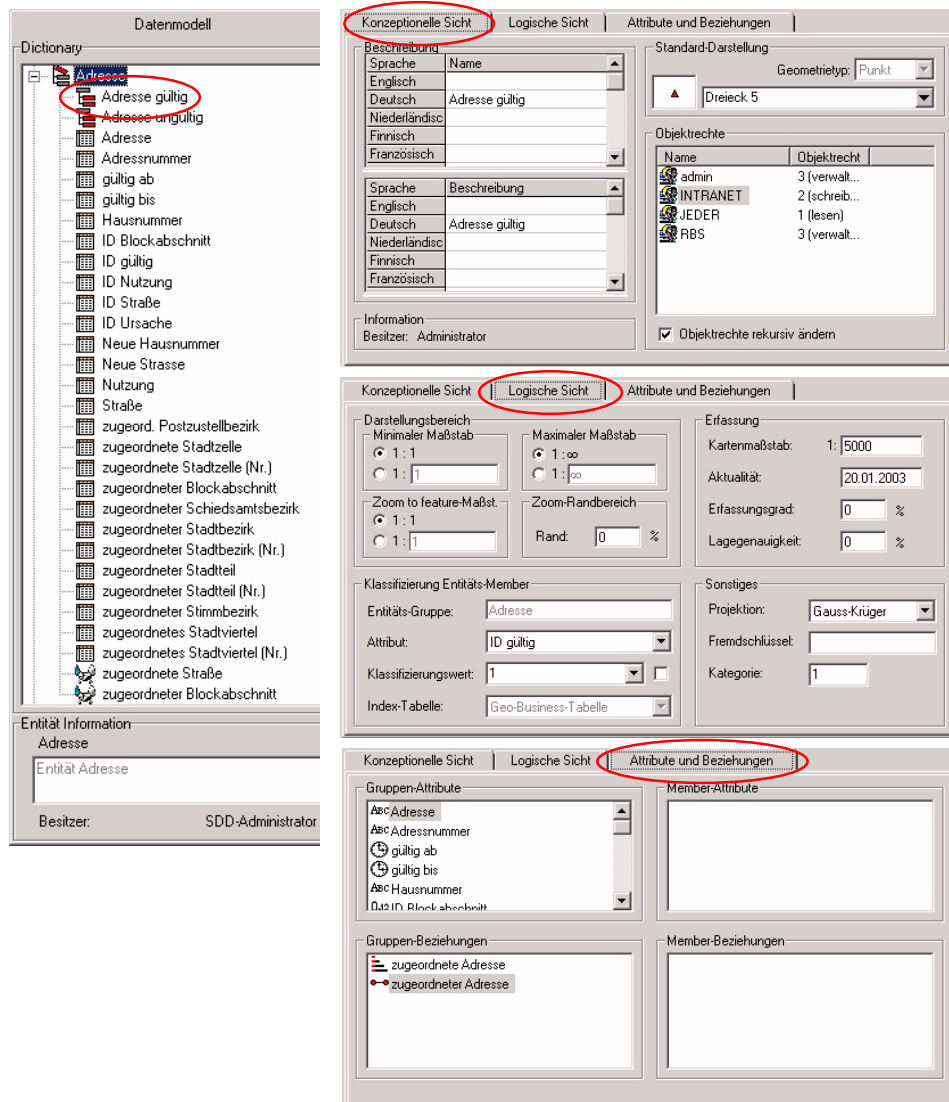 Datenmodell
Dictionary
Adresse
Adresse gültig
Adresse ungültig
Adresse
Adressnummer
gültig ab
gültig bis
Hausnummer
ID Blockabschnitt
ID gültig
ID Nutzung
ID Straße
ID Ursache
Neue Hausnummer
Neue Strasse
Nutzung
Straße
zugeord. Postzustellbezirk
zugeordnete Stadtzelle
zugeordnete Stadtzelle (Nr.)
zugeordneter Blockabschnitt
zugeordneter Schiedsamtsbezirk
zugeordneter Stadtbezirk
zugeordneter Stadtbezirk (Nr.)
zugeordneter Stadtteil
zugeordneter Stadtteil (Nr.)
zugeordneter Stimmbezirk
zugeordnetes Stadtviertel
zugeordnetes Stadtviertel (Nr.)
zugeordnete Straße
zugeordneter Blockabschnitt
Entität Information
Adresse
Entität Adresse
Besitzer: SDD-Administrator
Konzeptionelle Sicht Logische Sicht Attribute und Beziehungen
Beschreibung
Sprache Name
Englisch
Deutsch Adresse gültig
Niederländisc
Finnisch
Französisch
Sprache Beschreibung
Englisch
Deutsch Adresse gültig
Niederländisc
Finnisch
Französisch
Information
Besitzer: Administrator
Standard-Darstellung
Geometrietyp: Punkt
Dreieck 5
Objektrechte
Name Objektrecht
admin 3 (verwalt...
INTRANET 2 (schreib...
JEDER 1 (lesen)
RBS 3 (verwalt...
Objektrechte rekursiv ändern
Konzeptionelle Sicht Logische Sicht Attribute und Beziehungen
Darstellungsbereich
Minimaler Maßstab
1 : 1
1 : 1
Maximaler Maßstab
1 : ∞
1 : ∞
Zoom to feature-Maßst.
1 : 1
1 : 1
Zoom-Randbereich
Rand: 0 %
Erfassung
Kartenmaßstab: 1: 5000
Aktualität: 20.01.2003
Erfassungsgrad: 0 %
Lagegenauigkeit: 0 %
Klassifizierung Entitäts-Member
Entitäts-Gruppe: Adresse
Attribut: ID gültig
Klassifizierungswert: 1
Index-Tabelle: Geo-Business-Tabelle
Sonstiges
Projektion: Gauss-Krüger
Fremdschlüssel:
Kategorie: 1
Konzeptionelle Sicht Logische Sicht Attribute und Beziehungen
Gruppen-Attribute
ABC Adresse
ABC Adressnummer
gültig ab
gültig bis
ABC Hausnummer
0.12 ID Blockabschnitt
Member-Attribute
Gruppen-Beziehungen
zugeordnete Adresse
zugeordneter Adresse
Member-Beziehungen